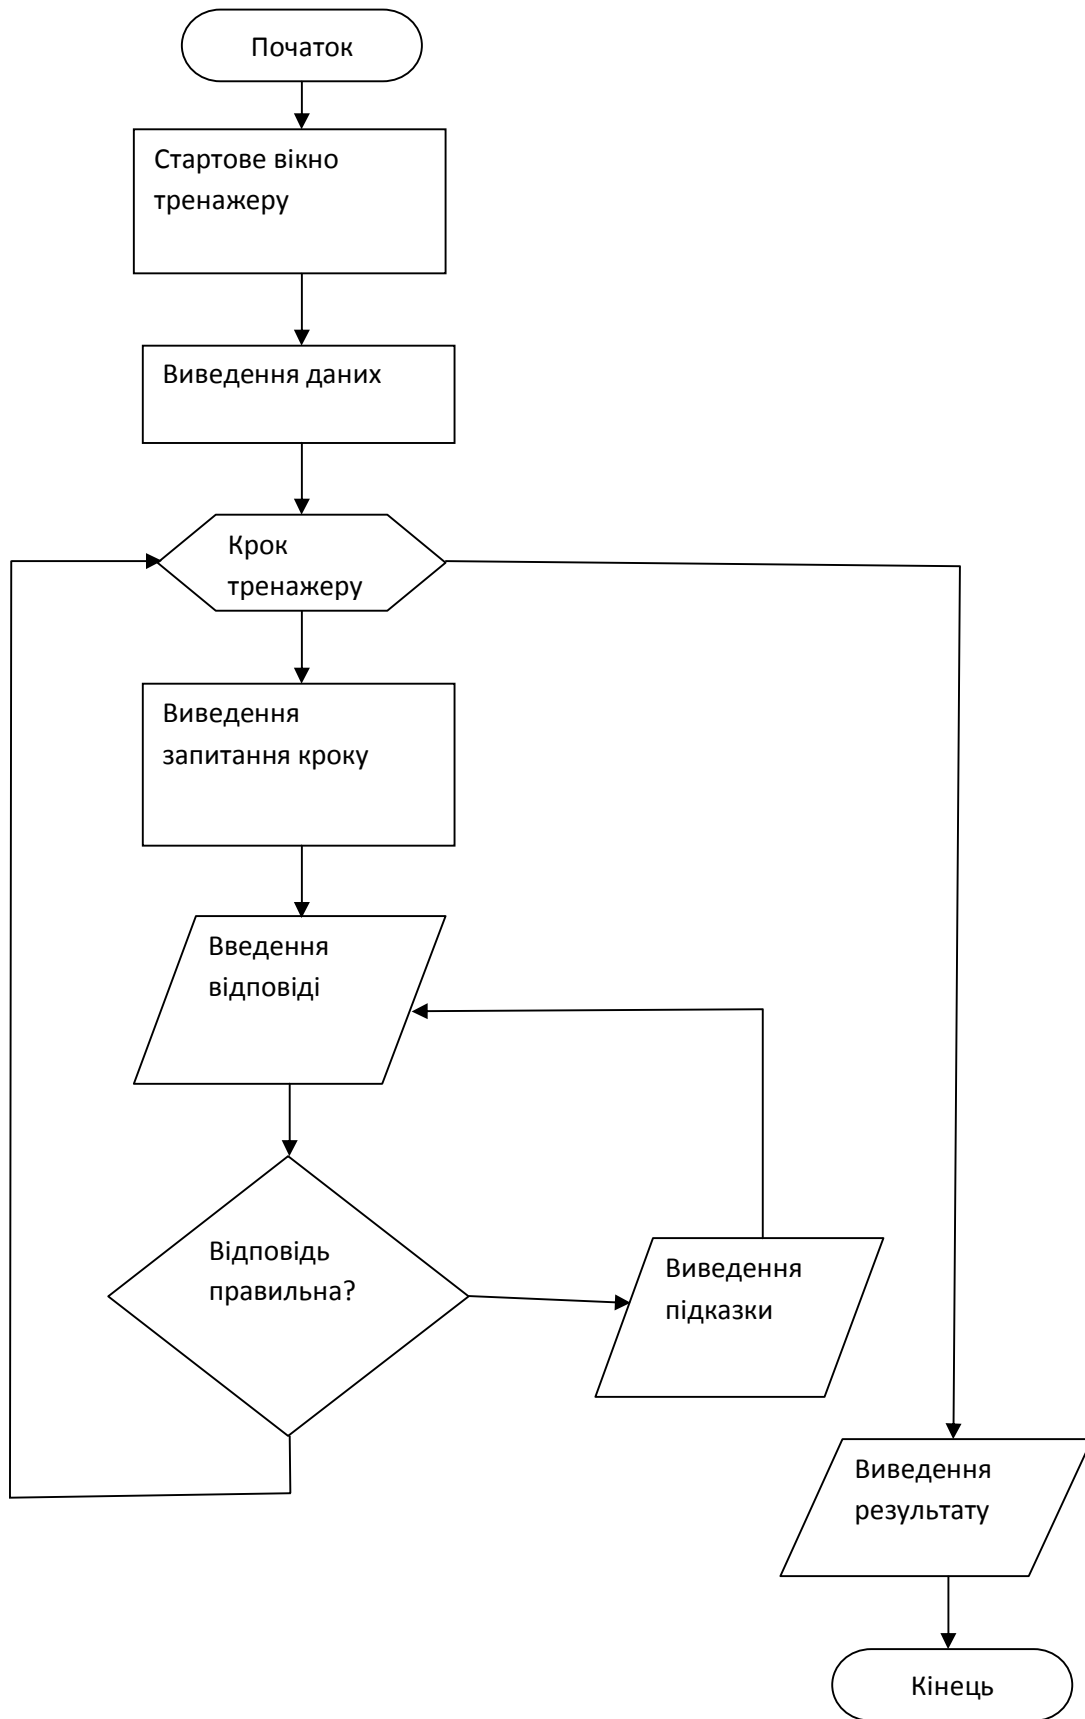 Початок
Стартове вікно
тренажеру
Виведення даних
Крок
тренажеру
Виведення
запитання кроку
Введення
відповіді
Відповідь
правильна?
Виведення
підказки
Виведення
результату
Кінець